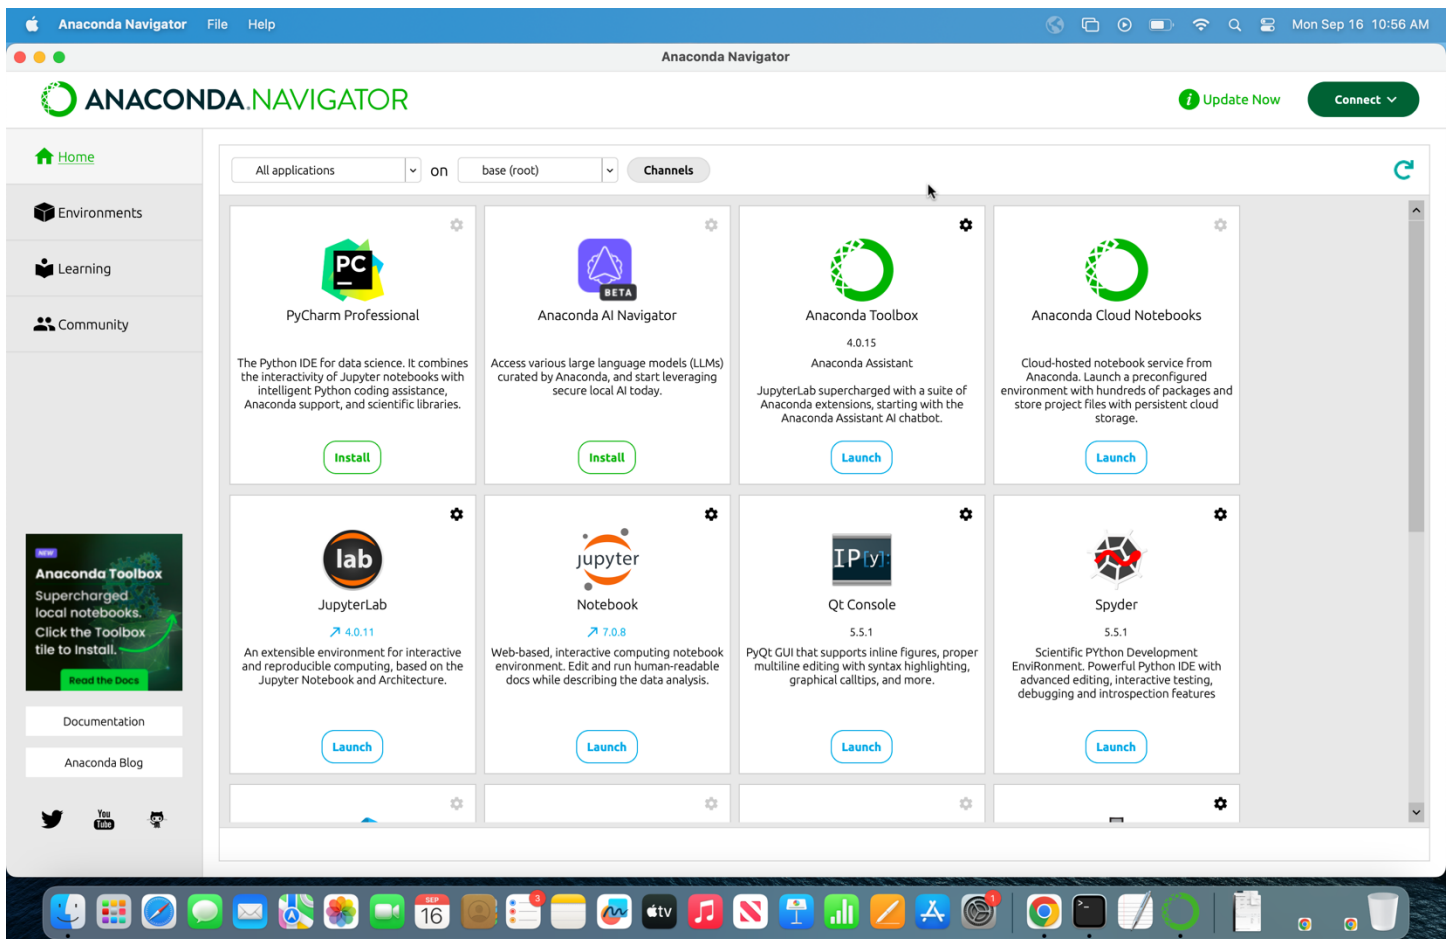 Anaconda Navigator File Help
Mon Sep 16 10:56 AM
Anaconda Navigator
ANACONDA.NAVIGATOR
i Update Now
Connect
Home
Environments
Learning
Community
All applications
on
base (root)
Channels
PC
PyCharm Professional
The Python IDE for data science. It combines
the interactivity of Jupyter notebooks with
intelligent Python coding assistance,
Anaconda support, and scientific libraries.
Install
BETA
Anaconda AI Navigator
Access various large language models (LLMs)
curated by Anaconda, and start leveraging
secure local AI today.
Install
Anaconda Toolbox
4.0.15
Anaconda Assistant
JupyterLab supercharged with a suite of
Anaconda extensions, starting with the
Anaconda Assistant AI chatbot.
Launch
Anaconda Cloud Notebooks
Cloud-hosted notebook service from
Anaconda. Launch a preconfigured
environment with hundreds of packages and
store project files with persistent cloud
storage.
Launch
lab
JupyterLab
4.0.11
An extensible environment for interactive
and reproducible computing, based on the
Jupyter Notebook and Architecture.
Launch
jupyter
Notebook
7.0.8
Web-based, interactive computing notebook
environment. Edit and run human-readable
docs while describing the data analysis.
Launch
IP[y]:
Qt Console
5.5.1
PyQt GUI that supports inline figures, proper
multiline editing with syntax highlighting,
graphical calltips, and more.
Launch
Spyder
5.5.1
Scientific PYthon Development
EnviRonment. Powerful Python IDE with
advanced editing, interactive testing,
debugging and introspection features
Launch
NEW
Anaconda Toolbox
Supercharged
local notebooks.
Click the Toolbox
tile to Install.
Read the Docs
Documentation
Anaconda Blog
You
Tube
SEP
16
3
tv
1